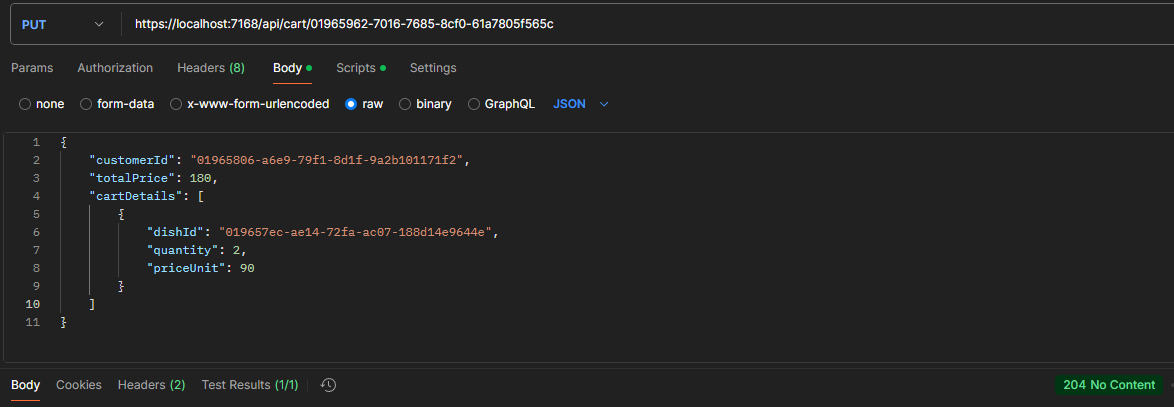 PUT https://localhost:7168/api/cart/01965962-7016-7685-8cf0-61a7805f565c
Params Authorization Headers (8) Body Scripts Settings
none form-data x-www-form-urlencoded raw binary GraphQL JSON
1 {
2 "customerId": "01965806-a6e9-79f1-8d1f-9a2b101171f2",
3 "totalPrice": 180,
4 "cartDetails": [
5 {
6 "dishId": "019657ec-ae14-72fa-ac07-188d14e9644e",
7 "quantity": 2,
8 "priceUnit": 90
9 }
10 ]
11 }
Body Cookies Headers (2) Test Results (1/1) 204 No Content